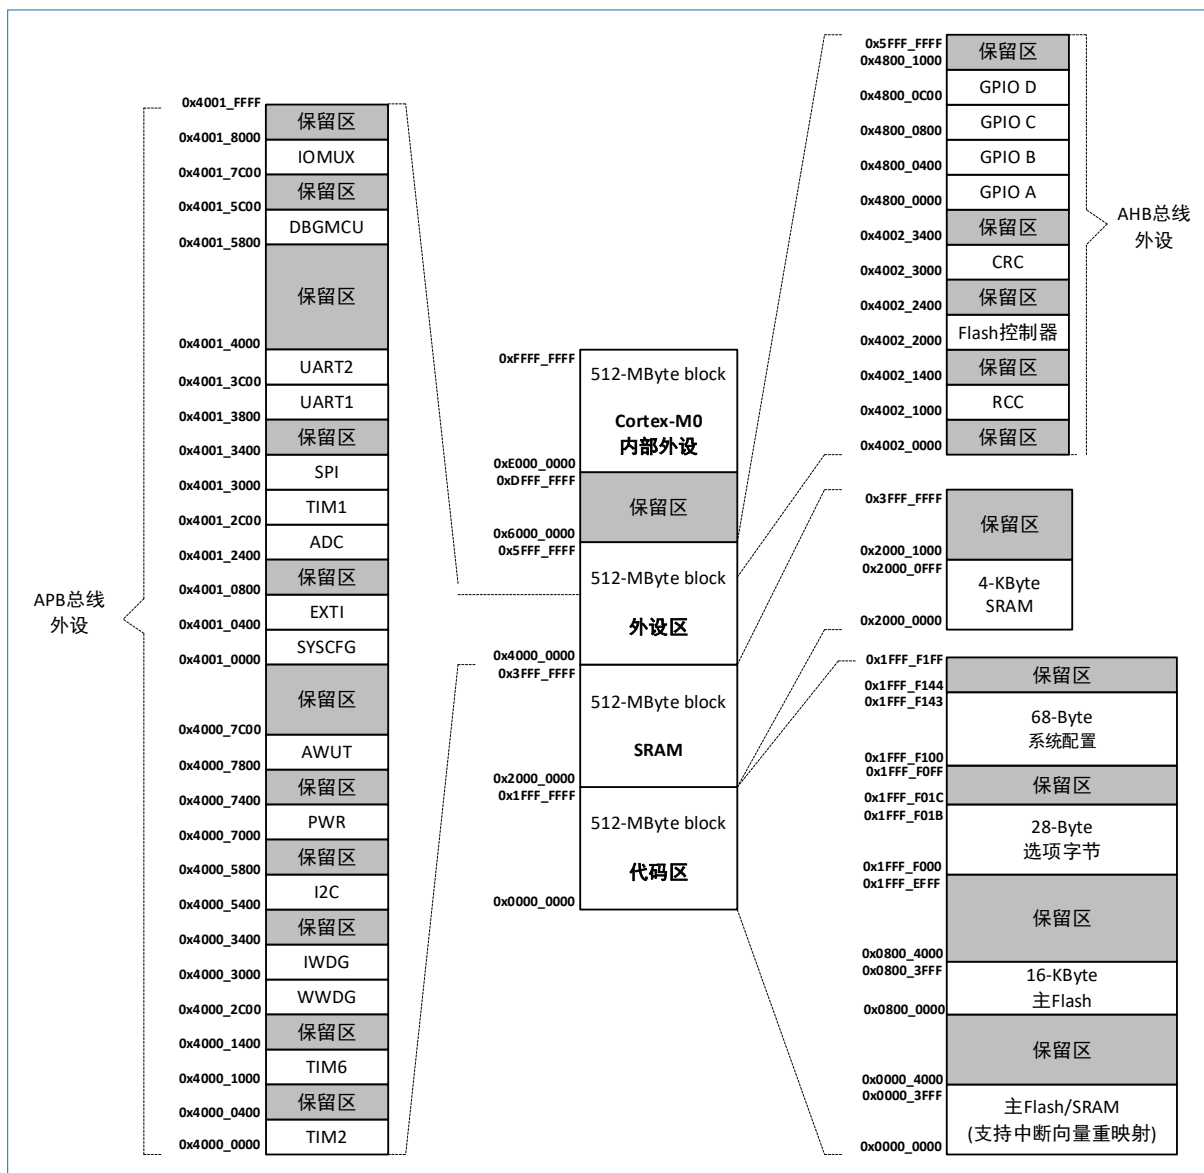 0x4001_FFFF
保留区
0x4001_8000
IOMUX
0x4001_7C00
保留区
0x4001_5C00
DBGMCU
0x4001_5800
保留区
0x4001_4000
UART2
0x4001_3C00
UART1
0x4001_3800
保留区
0x4001_3400
SPI
0x4001_3000
TIM1
0x4001_2C00
ADC
0x4001_2400
保留区
0x4001_0800
EXTI
0x4001_0400
SYSCFG
0x4001_0000
保留区
0x4000_7C00
AWUT
0x4000_7800
保留区
0x4000_7400
PWR
0x4000_7000
保留区
0x4000_5800
I2C
0x4000_5400
保留区
0x4000_3400
IWDG
0x4000_3000
WWDG
0x4000_2C00
保留区
0x4000_1400
TIM6
0x4000_1000
保留区
0x4000_0400
TIM2
0x4000_0000
APB总线
外设
0xFFFF_FFFF
512-MByte block
Cortex-M0
内部外设
0xE000_0000
0xDFFF_FFFF
保留区
0x6000_0000
0x5FFF_FFFF
512-MByte block
外设区
0x4000_0000
0x3FFF_FFFF
512-MByte block
SRAM
0x2000_0000
0x1FFF_FFFF
512-MByte block
代码区
0x0000_0000
0x5FFF_FFFF
保留区
0x4800_1000
GPIO D
0x4800_0C00
GPIO C
0x4800_0800
GPIO B
0x4800_0400
GPIO A
0x4800_0000
保留区
0x4002_3400
CRC
0x4002_3000
保留区
0x4002_2400
Flash控制器
0x4002_2000
保留区
0x4002_1400
RCC
0x4002_1000
保留区
0x4002_0000
AHB总线
外设
0x3FFF_FFFF
保留区
0x2000_1000
0x2000_0FFF
4-KByte
SRAM
0x2000_0000
0x1FFF_F1FF
保留区
0x1FFF_F144
0x1FFF_F143
68-Byte
系统配置
0x1FFF_F100
0x1FFF_F0FF
保留区
0x1FFF_F01C
0x1FFF_F01B
28-Byte
选项字节
0x1FFF_F000
0x1FFF_EFFF
保留区
0x0800_4000
0x0800_3FFF
16-KByte
主Flash
0x0800_0000
保留区
0x0000_4000
0x0000_3FFF
主Flash/SRAM
(支持中断向量重映射)
0x0000_0000